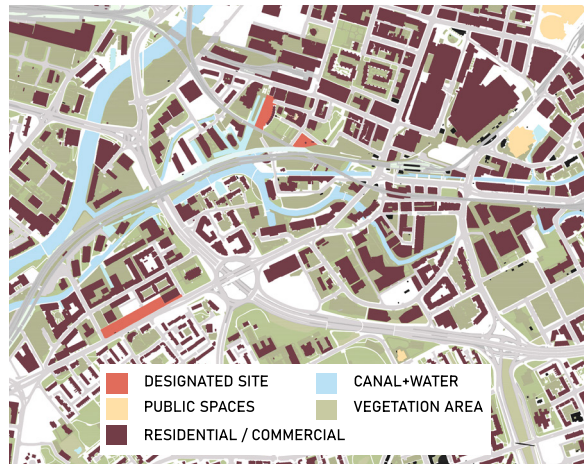 DESIGNATED SITE
CANAL+WATER
PUBLIC SPACES
VEGETATION AREA
RESIDENTIAL / COMMERCIAL